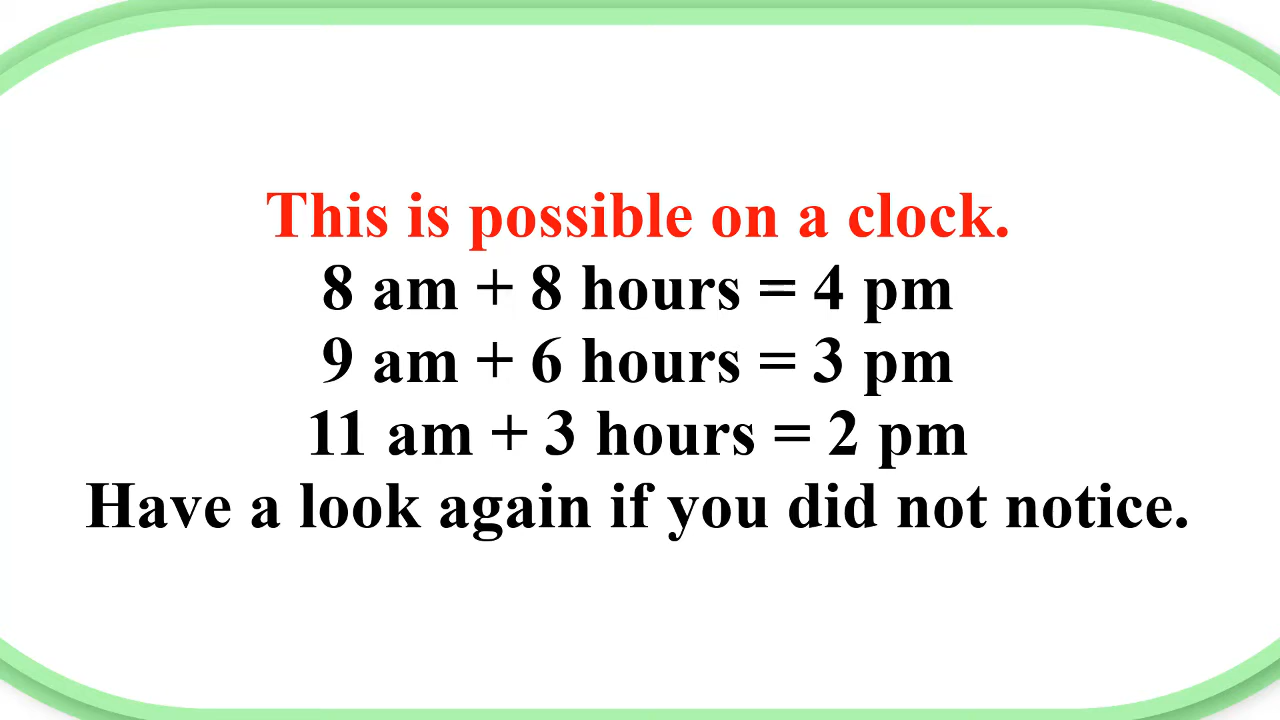 This is possible on a clock.
8 am + 8 hours = 4 pm
9 am + 6 hours = 3 pm
11 am + 3 hours = 2 pm
Have a look again if you did not notice.